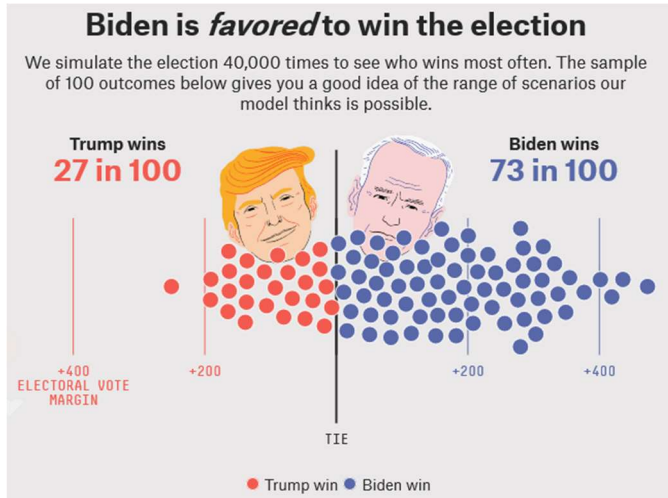 Biden is favored to win the election
We simulate the election 40,000 times to see who wins most often. The sample
of 100 outcomes below gives you a good idea of the range of scenarios our
model thinks is possible.
Trump wins
27 in 100
Biden wins
73 in 100
+400
ELECTORAL VOTE
MARGIN
+200
TIE
+200
+400
Trump win
Biden win